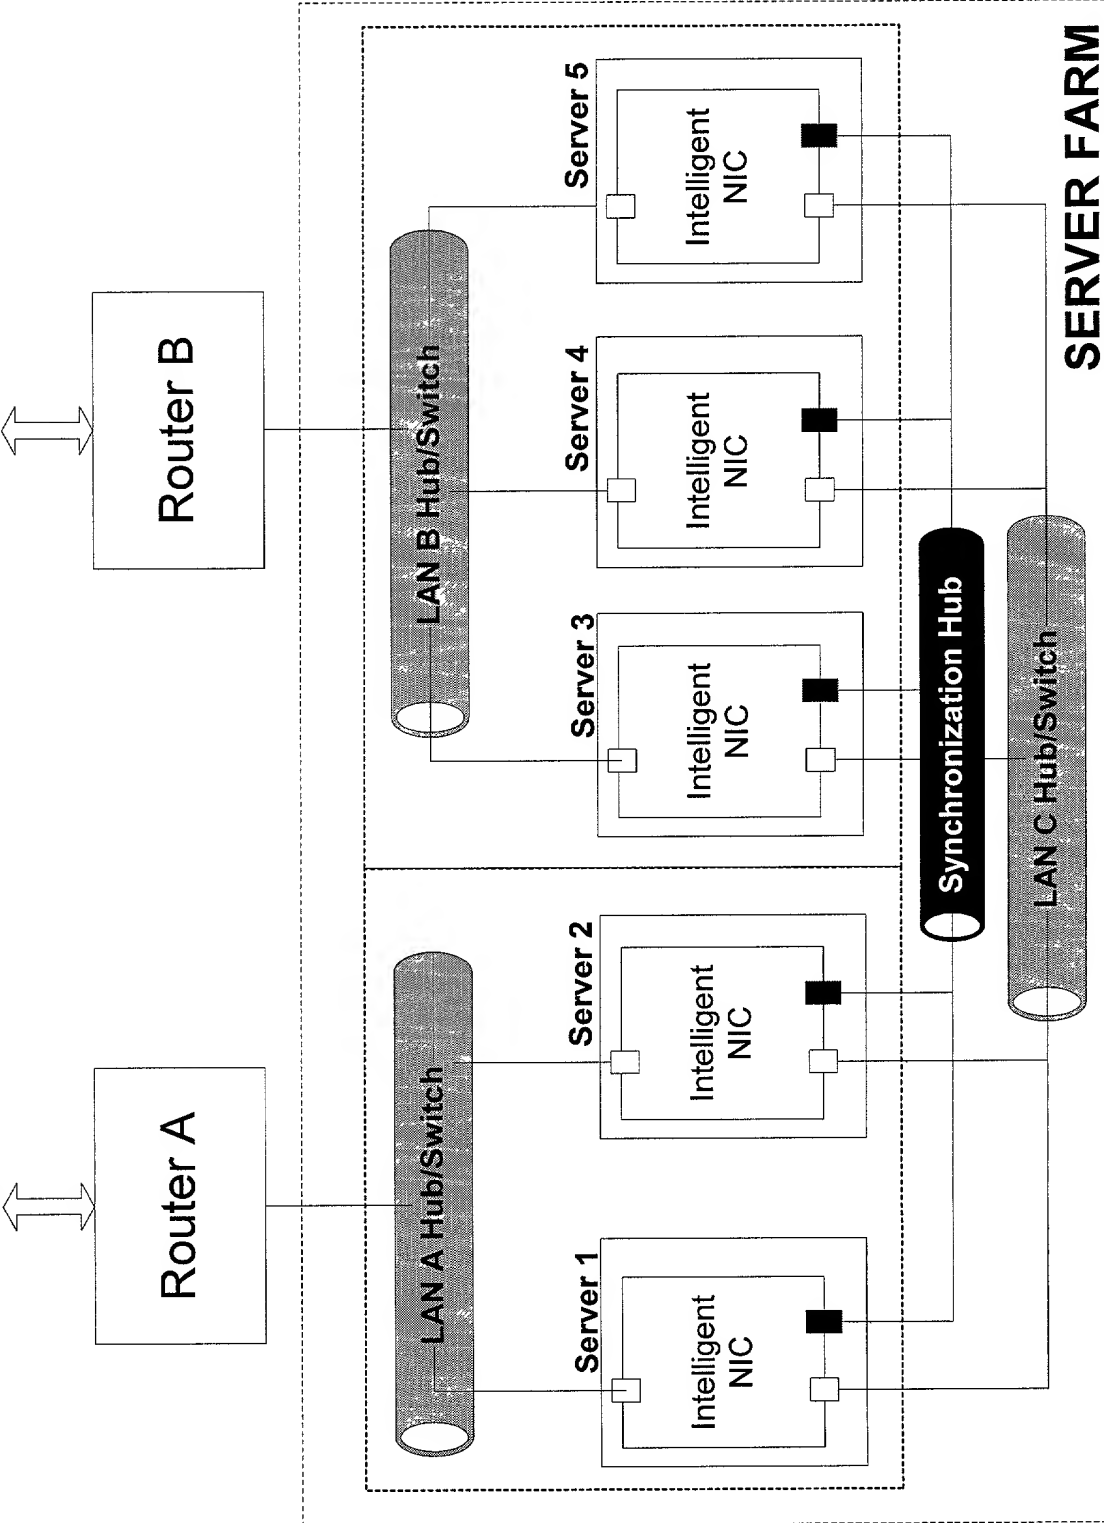 Router A
Router B
LAN A Hub/Switch
LAN B Hub/Switch
Server 1
Intelligent
NIC
Server 2
Intelligent
NIC
Server 3
Intelligent
NIC
Server 4
Intelligent
NIC
Server 5
Intelligent
NIC
Synchronization Hub
LAN C Hub/Switch
SERVER FARM